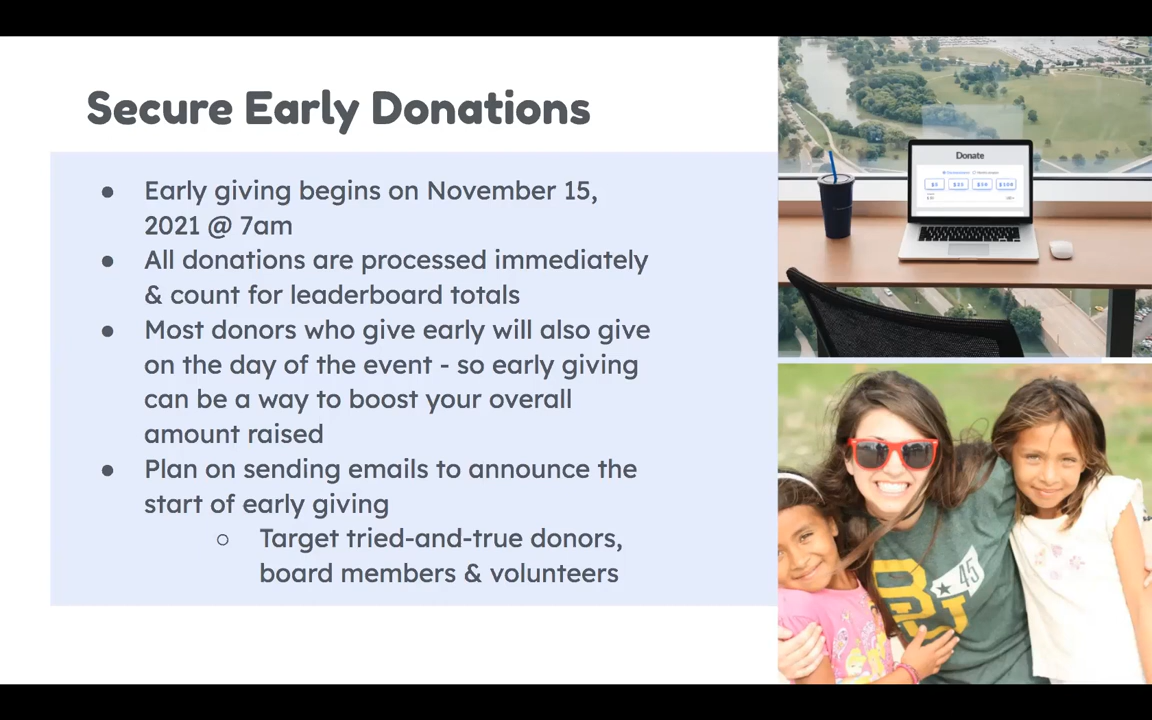 Secure Early Donations
● Early giving begins on November 15,
2021 @ 7am
● All donations are processed immediately
& count for leaderboard totals
● Most donors who give early will also give
on the day of the event - so early giving
can be a way to boost your overall
amount raised
● Plan on sending emails to announce the
start of early giving
○ Target tried-and-true donors,
board members & volunteers
Donate
$100
BU
45